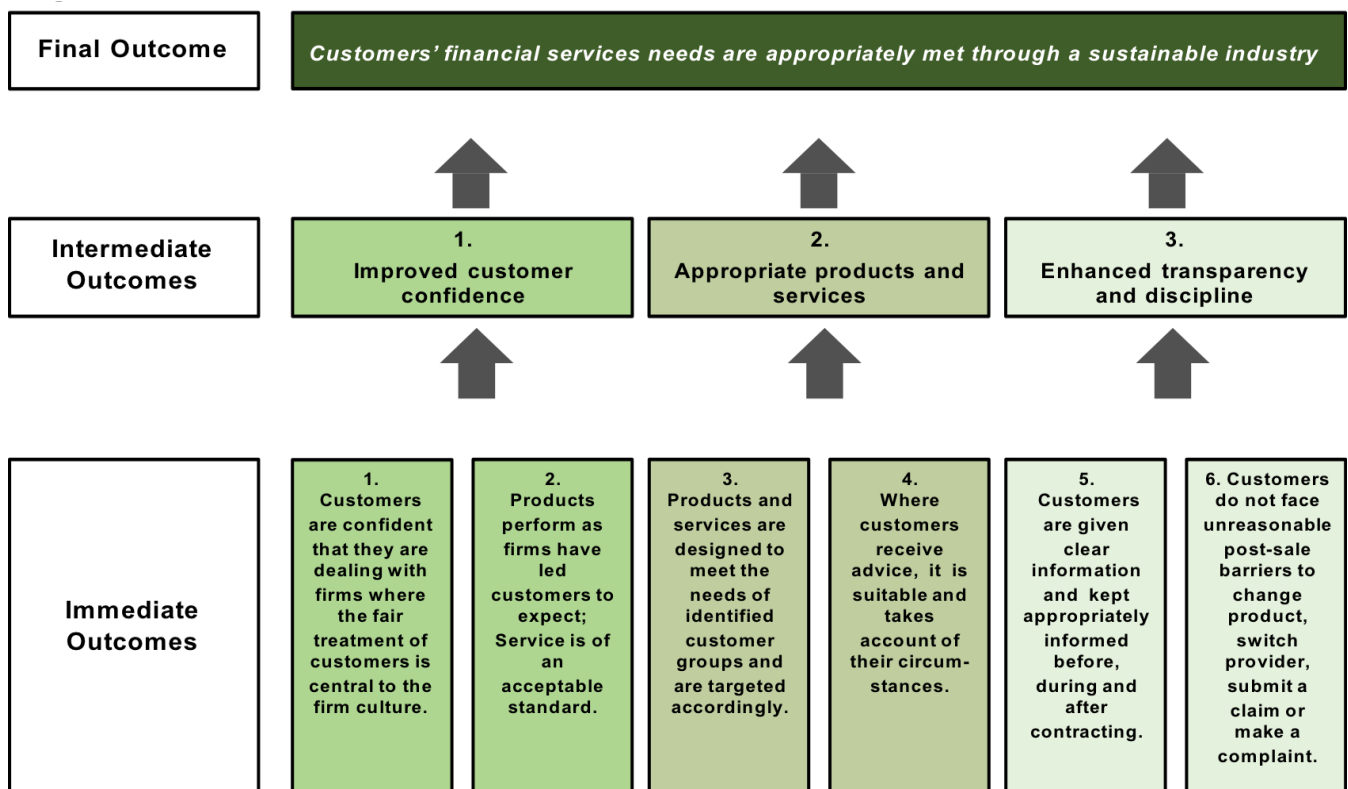 Final Outcome
Customers’ financial services needs are appropriately met through a sustainable industry
Intermediate
Outcomes
1.
Improved customer
confidence
2.
Appropriate products and
services
3.
Enhanced transparency
and discipline
Immediate
Outcomes
1.
Customers
are confident
that they are
dealing with
firms where
the fair
treatment of
customers is
central to the
firm culture.
2.
Products
perform as
firms have
led
customers to
expect;
Service is of
an
acceptable
standard.
3.
Products and
services are
designed to
meet the
needs of
identified
customer
groups and
are targeted
accordingly.
4.
Where
customers
receive
advice, it is
suitable and
takes
account of
their circum-
stances.
5.
Customers
are given
clear
information
and kept
appropriately
informed
before,
during and
after
contracting.
6. Customers
do not face
unreasonable
post-sale
barriers to
change
product,
switch
provider,
submit a
claim or
make a
complaint.